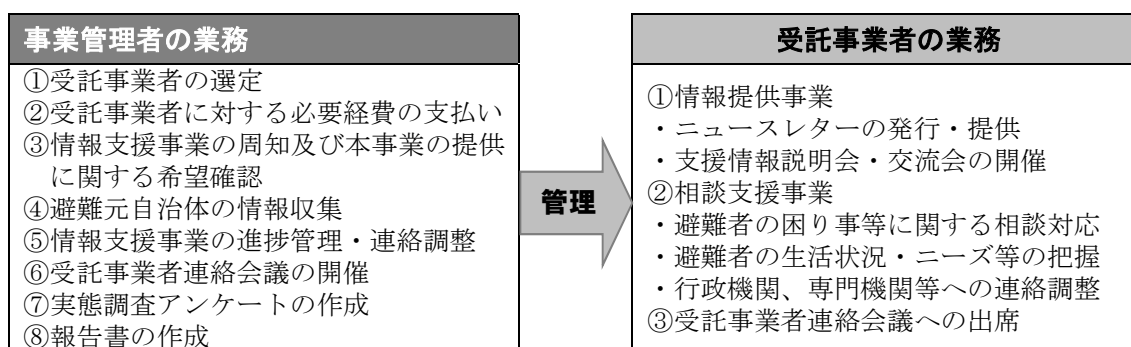 事業管理者の業務
①受託事業者の選定
②受託事業者に対する必要経費の支払い
③情報支援事業の周知及び本事業の提供
に関する希望確認
④避難元自治体の情報収集
⑤情報支援事業の進捗管理・連絡調整
⑥受託事業者連絡会議の開催
⑦実態調査アンケートの作成
⑧報告書の作成
管理
受託事業者の業務
①情報提供事業
・ニュースレターの発行・提供
・支援情報説明会・交流会の開催
②相談支援事業
・避難者の困り事等に関する相談対応
・避難者の生活状況・ニーズ等の把握
・行政機関、専門機関等への連絡調整
③受託事業者連絡会議への出席